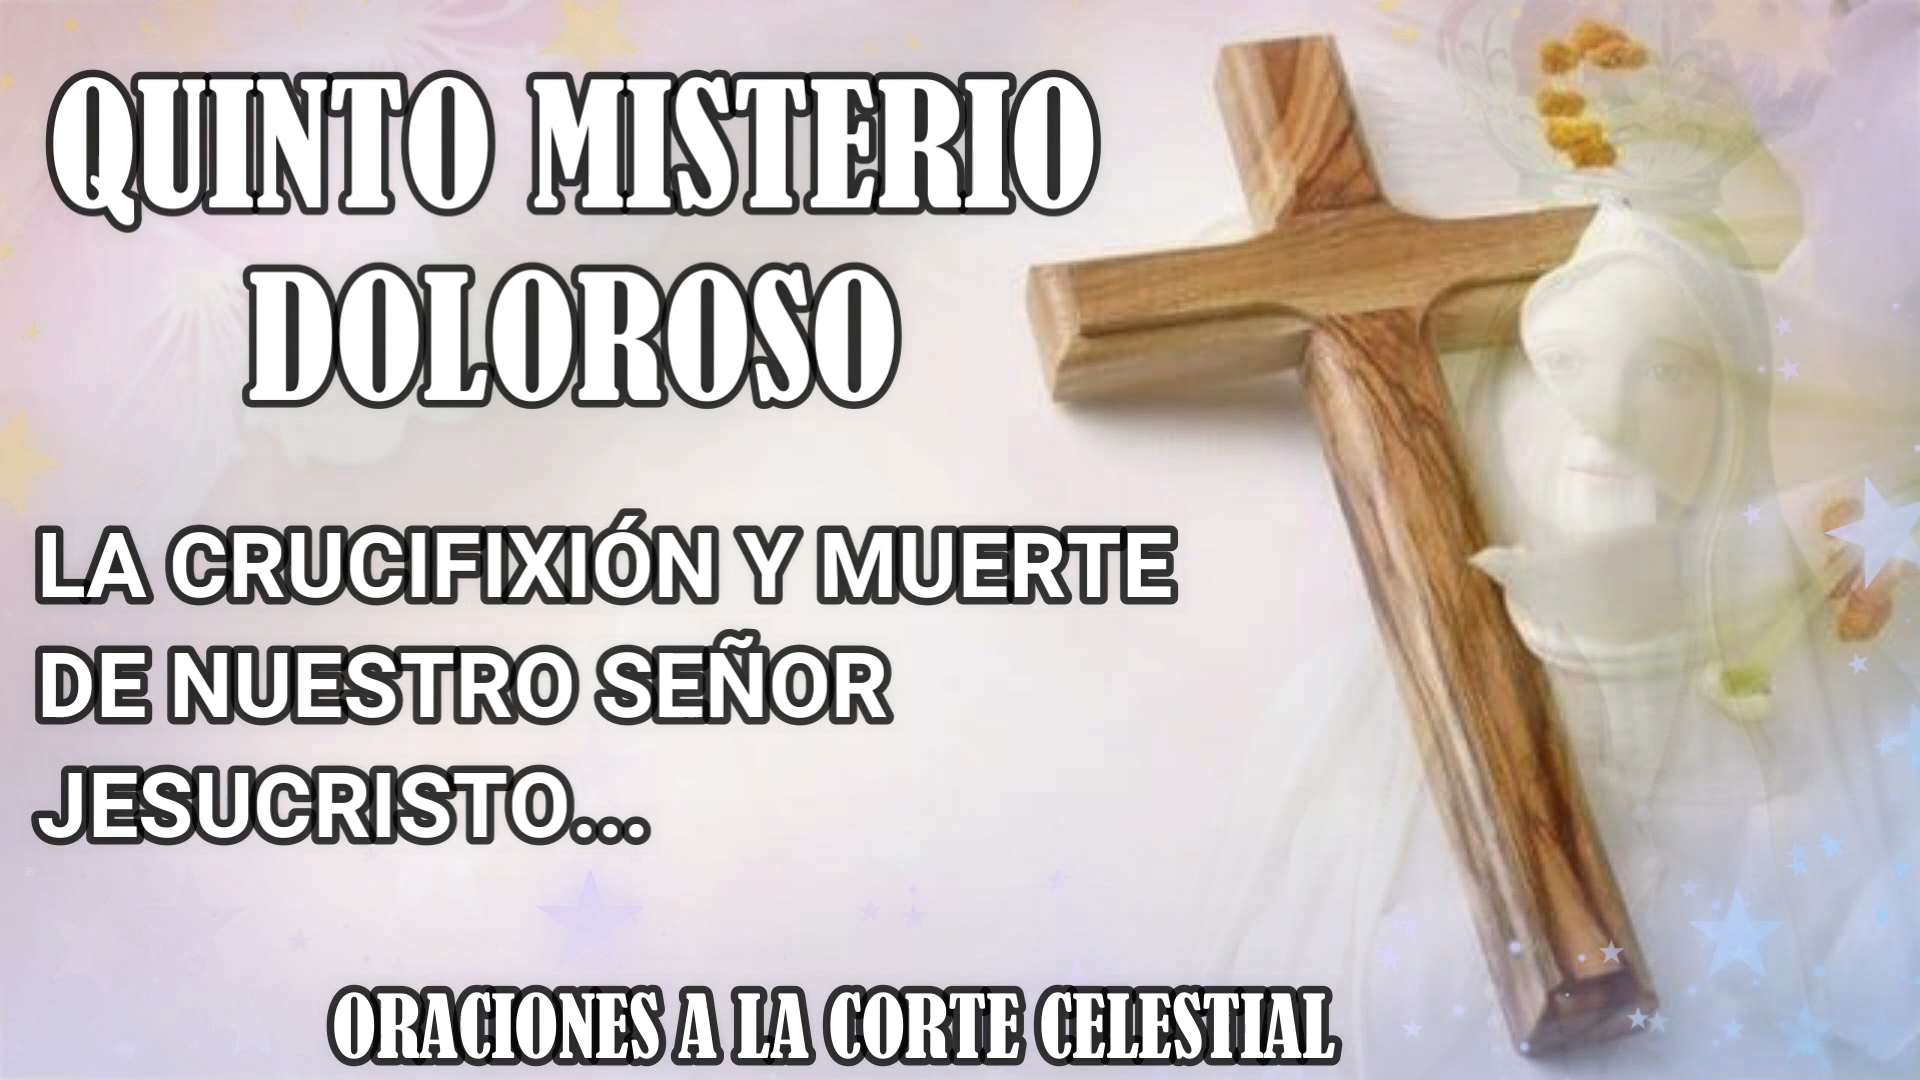 QUINTO MISTERIO
DOLOROSO
LA CRUCIFIXIÓN Y MUERTE
DE NUESTRO SEÑOR
JESUCRISTO...
ORACIONES A LA CORTE CELESTIAL